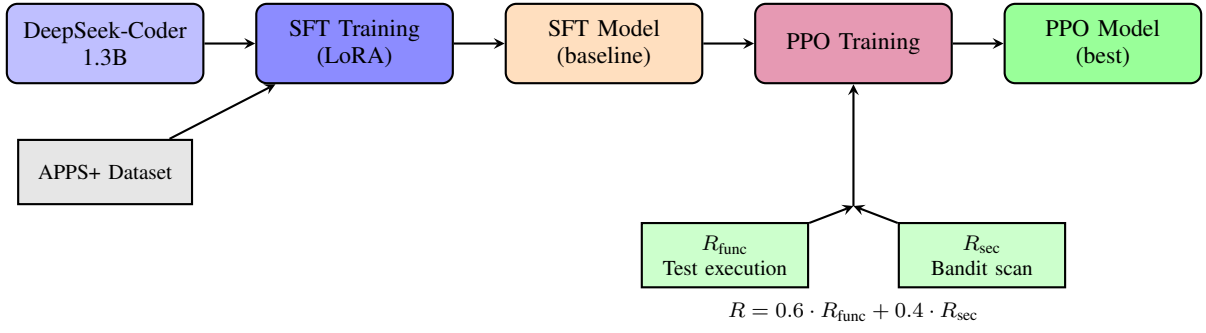 DeepSeek-Coder
1.3B
SFT Training
(LoRA)
SFT Model
(baseline)
PPO Training
PPO Model
(best)
APPS+ Dataset
R_func
Test execution
R_sec
Bandit scan
R = 0.6 · R_func + 0.4 · R_sec